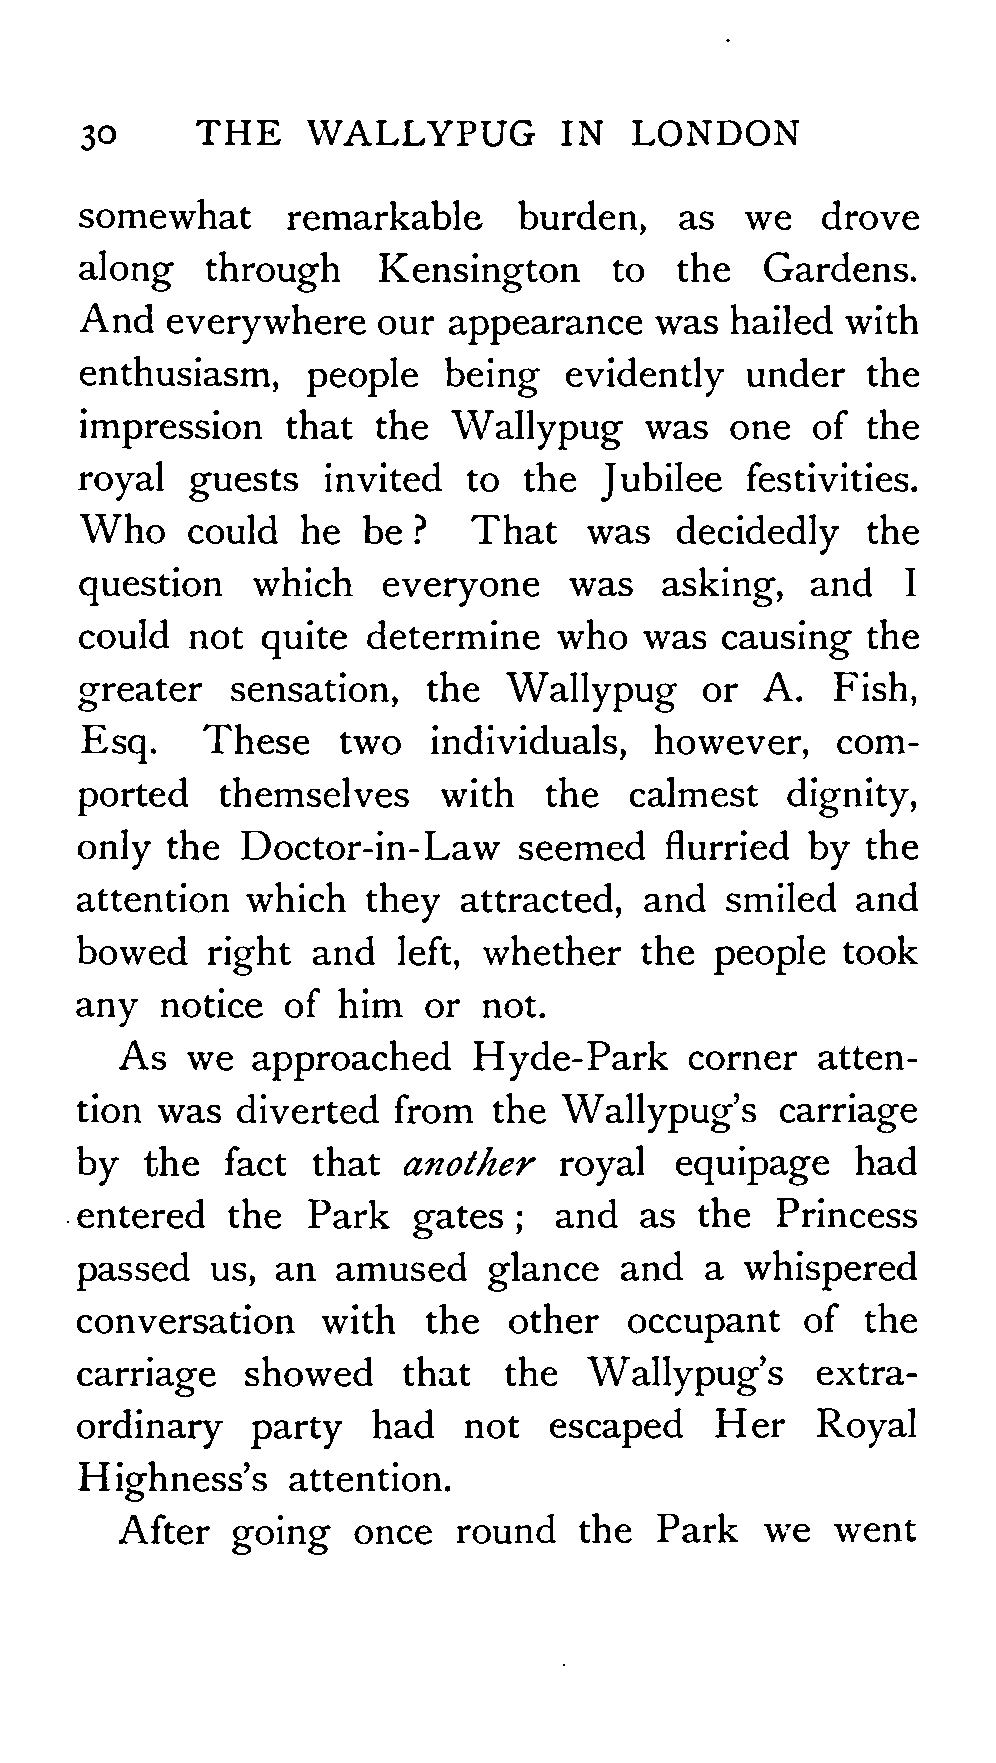 30 THE WALLYPUG IN LONDON
somewhat remarkable burden, as we drove
along through Kensington to the Gardens.
And everywhere our appearance was hailed with
enthusiasm, people being evidently under the
impression that the Wallypug was one of the
royal guests invited to the Jubilee festivities.
Who could he be? That was decidedly the
question which everyone was asking, and I
could not quite determine who was causing the
greater sensation, the Wallypug or A. Fish,
Esq. These two individuals, however, com-
ported themselves with the calmest dignity,
only the Doctor-in-Law seemed flurried by the
attention which they attracted, and smiled and
bowed right and left, whether the people took
any notice of him or not.
As we approached Hyde-Park corner atten-
tion was diverted from the Wallypug's carriage
by the fact that another royal equipage had
entered the Park gates; and as the Princess
passed us, an amused glance and a whispered
conversation with the other occupant of the
carriage showed that the Wallypug's extra-
ordinary party had not escaped Her Royal
Highness's attention.
After going once round the Park we went